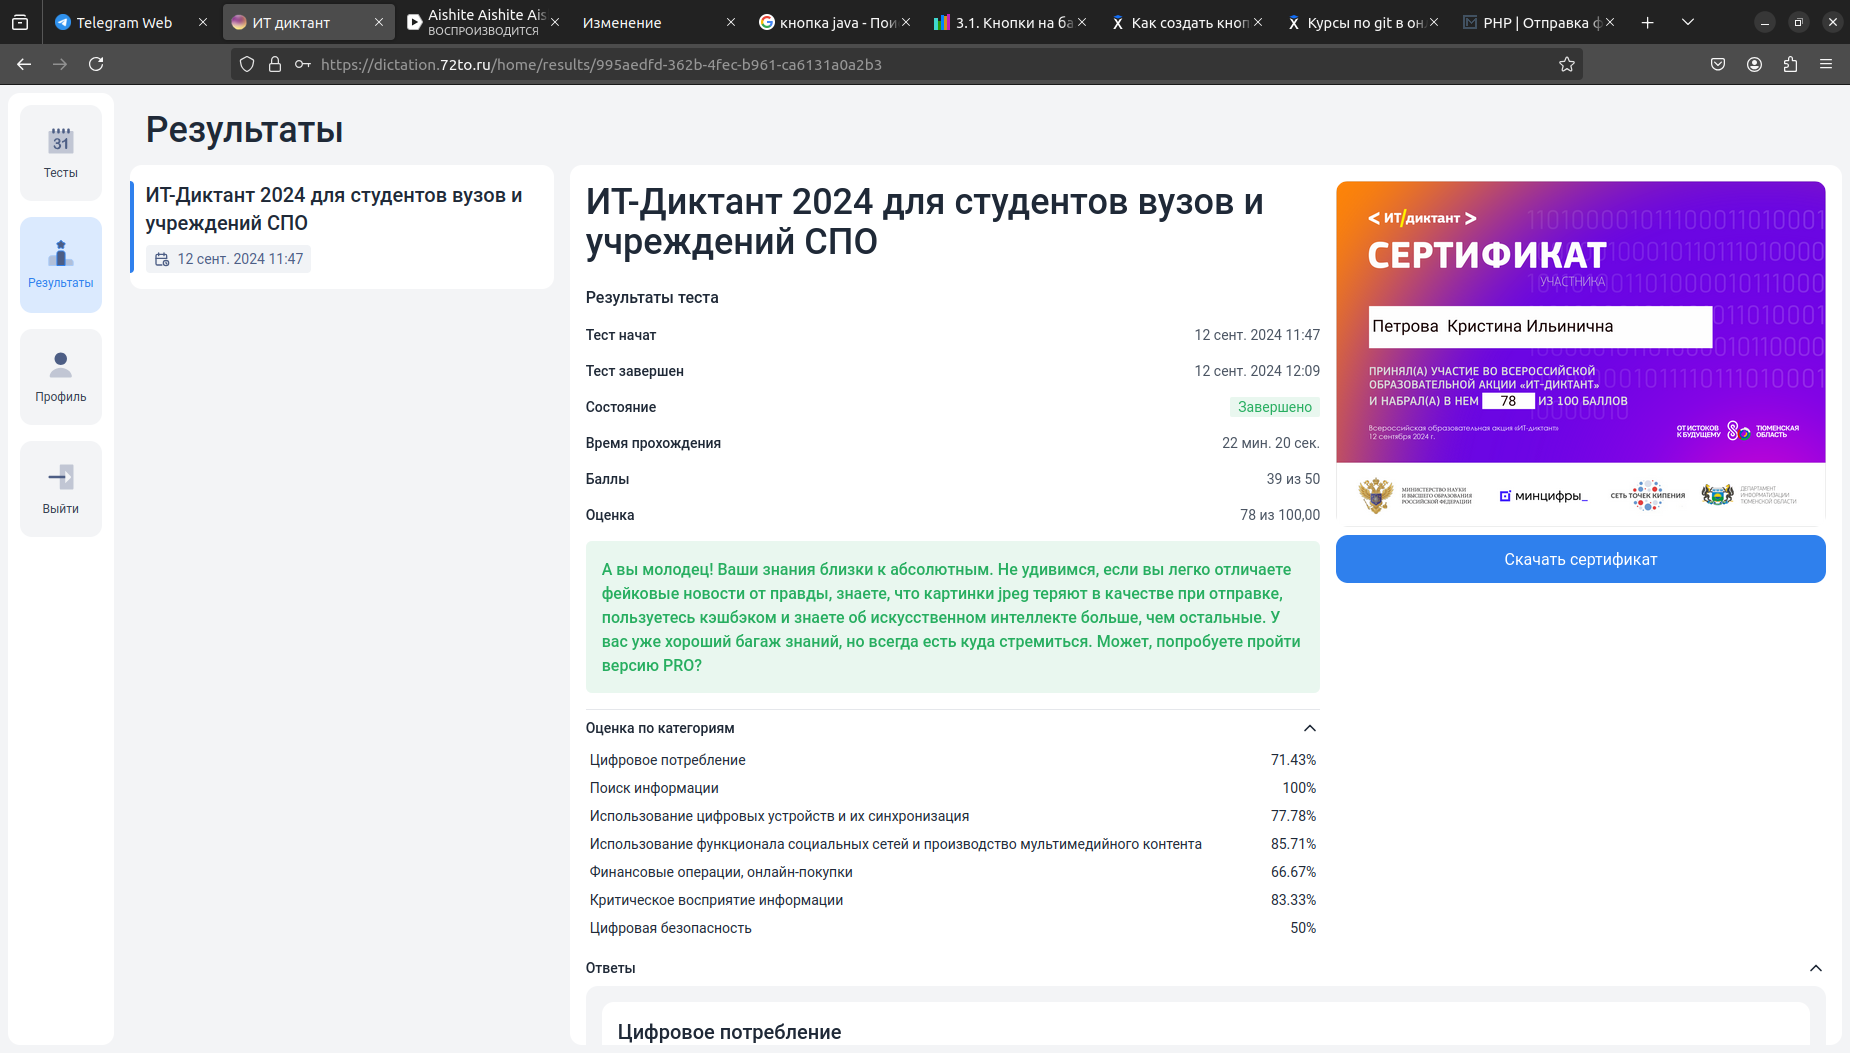 Telegram Web
ИТ диктант
Aishite Aishite Ais
ВОСПРОИЗВОДИТСЯ
Изменение
кнопка java - Пои
3.1. Кнопки на ба
Как создать кноп
Курсы по git в он
PHP | Отправка ф
https://dictation.72to.ru/home/results/995aedfd-362b-4fec-b961-ca6131a0a2b3
31
Тесты
Результаты
Профиль
Выйти
Результаты
ИТ-Диктант 2024 для студентов вузов и
учреждений СПО
12 сент. 2024 11:47
ИТ-Диктант 2024 для студентов вузов и
учреждений СПО
Результаты теста
Тест начат 12 сент. 2024 11:47
Тест завершен 12 сент. 2024 12:09
Состояние Завершено
Время прохождения 22 мин. 20 сек.
Баллы 39 из 50
Оценка 78 из 100,00
А вы молодец! Ваши знания близки к абсолютным. Не удивимся, если вы легко отличаете
фейковые новости от правды, знаете, что картинки jpeg теряют в качестве при отправке,
пользуетесь кэшбэком и знаете об искусственном интеллекте больше, чем остальные. У
вас уже хороший багаж знаний, но всегда есть куда стремиться. Может, попробуете пройти
версию PRO?
Оценка по категориям
Цифровое потребление 71.43%
Поиск информации 100%
Использование цифровых устройств и их синхронизация 77.78%
Использование функционала социальных сетей и производство мультимедийного контента 85.71%
Финансовые операции, онлайн-покупки 66.67%
Критическое восприятие информации 83.33%
Цифровая безопасность 50%
Ответы
Цифровое потребление
< ИТ/диктант >
СЕРТИФИКАТ
УЧАСТНИКА
Петрова Кристина Ильинична
ПРИНЯЛ(А) УЧАСТИЕ ВО ВСЕРОССИЙСКОЙ
ОБРАЗОВАТЕЛЬНОЙ АКЦИИ «ИТ-ДИКТАНТ»
И НАБРАЛ(А) В НЕМ 78 ИЗ 100 БАЛЛОВ
Всероссийская образовательная акция «ИТ-диктант»
12 сентября 2024 г.
ОТ ИСТОКОВ
К БУДУЩЕМУ
ТЮМЕНСКАЯ
ОБЛАСТЬ
МИНИСТЕРСТВО НАУКИ
И ВЫСШЕГО ОБРАЗОВАНИЯ
РОССИЙСКОЙ ФЕДЕРАЦИИ
минцифры_
СЕТЬ ТОЧЕК КИПЕНИЯ
ДЕПАРТАМЕНТ
ИНФОРМАТИЗАЦИИ
ТЮМЕНСКОЙ ОБЛАСТИ
Скачать сертификат